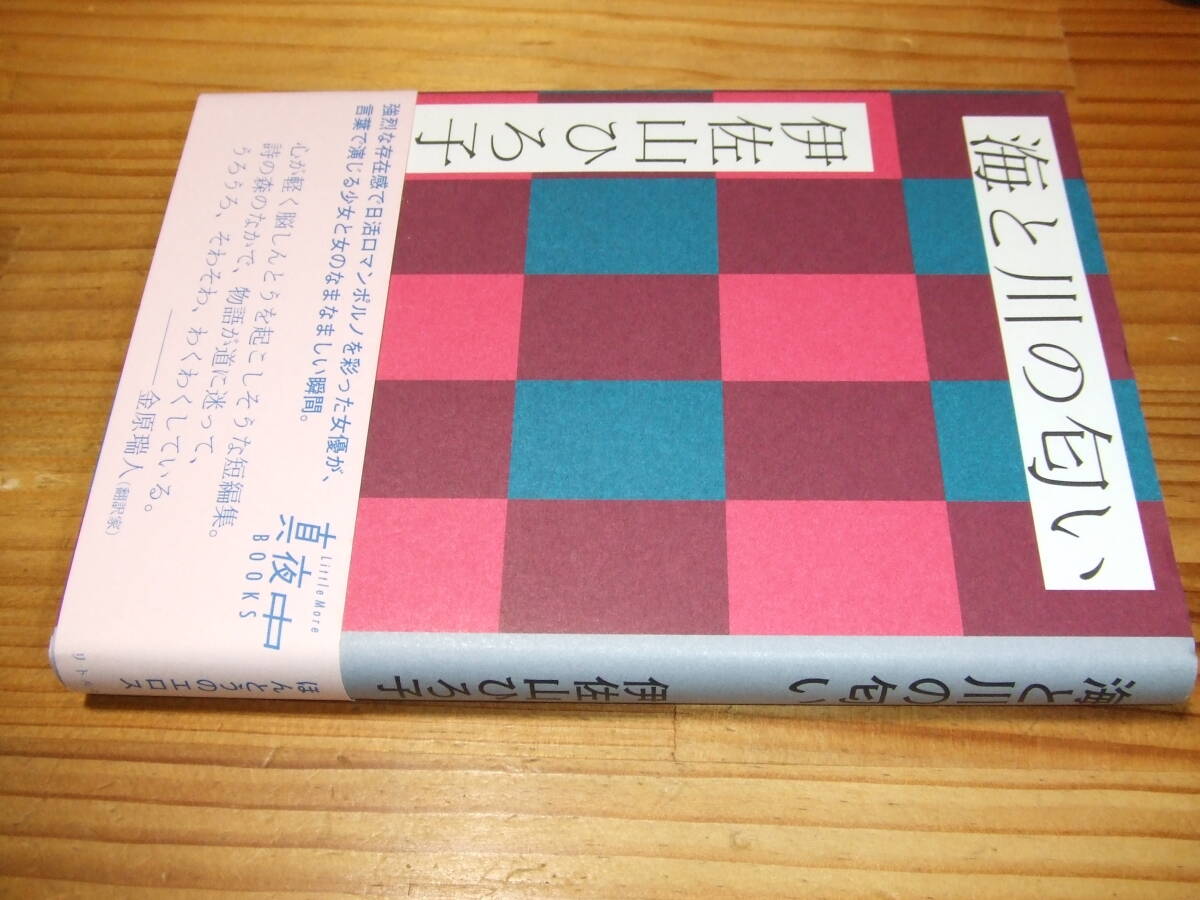 海と川の匂い
伊佐山ひろ子
強烈な存在感で日活ロマンポルノを彩った女優が、
言葉で演じる少女と女のなまなましい瞬間。
心が軽く脳しんとうを起こしそうな短編集。
詩の森のなかで、物語が道に迷って、
うろうろ、そわそわ、わくわくしている。
金原瑞人(翻訳家)
Little More
真夜中
BOOKS
海と川の匂い
伊佐山ひろ子
ほんとうのエロス